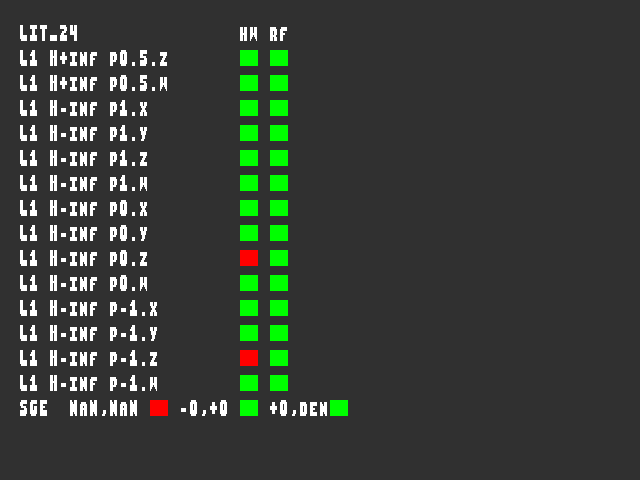 LIT_24 HW RF
L1 H+INF P0.5.Z
L1 H+INF P0.5.W
L1 H-INF P1.X
L1 H-INF P1.Y
L1 H-INF P1.Z
L1 H-INF P1.W
L1 H-INF P0.X
L1 H-INF P0.Y
L1 H-INF P0.Z
L1 H-INF P0.W
L1 H-INF P-1.X
L1 H-INF P-1.Y
L1 H-INF P-1.Z
L1 H-INF P-1.W
SGE NAN,NAN -0,+0 +0,DEN